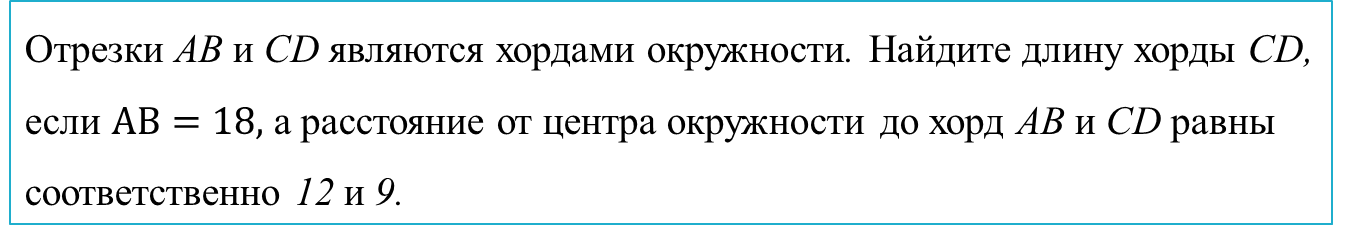 Отрезки AB и CD являются хордами окружности. Найдите длину хорды CD,
если AB = 18, а расстояние от центра окружности до хорд AB и CD равны
соответственно 12 и 9.